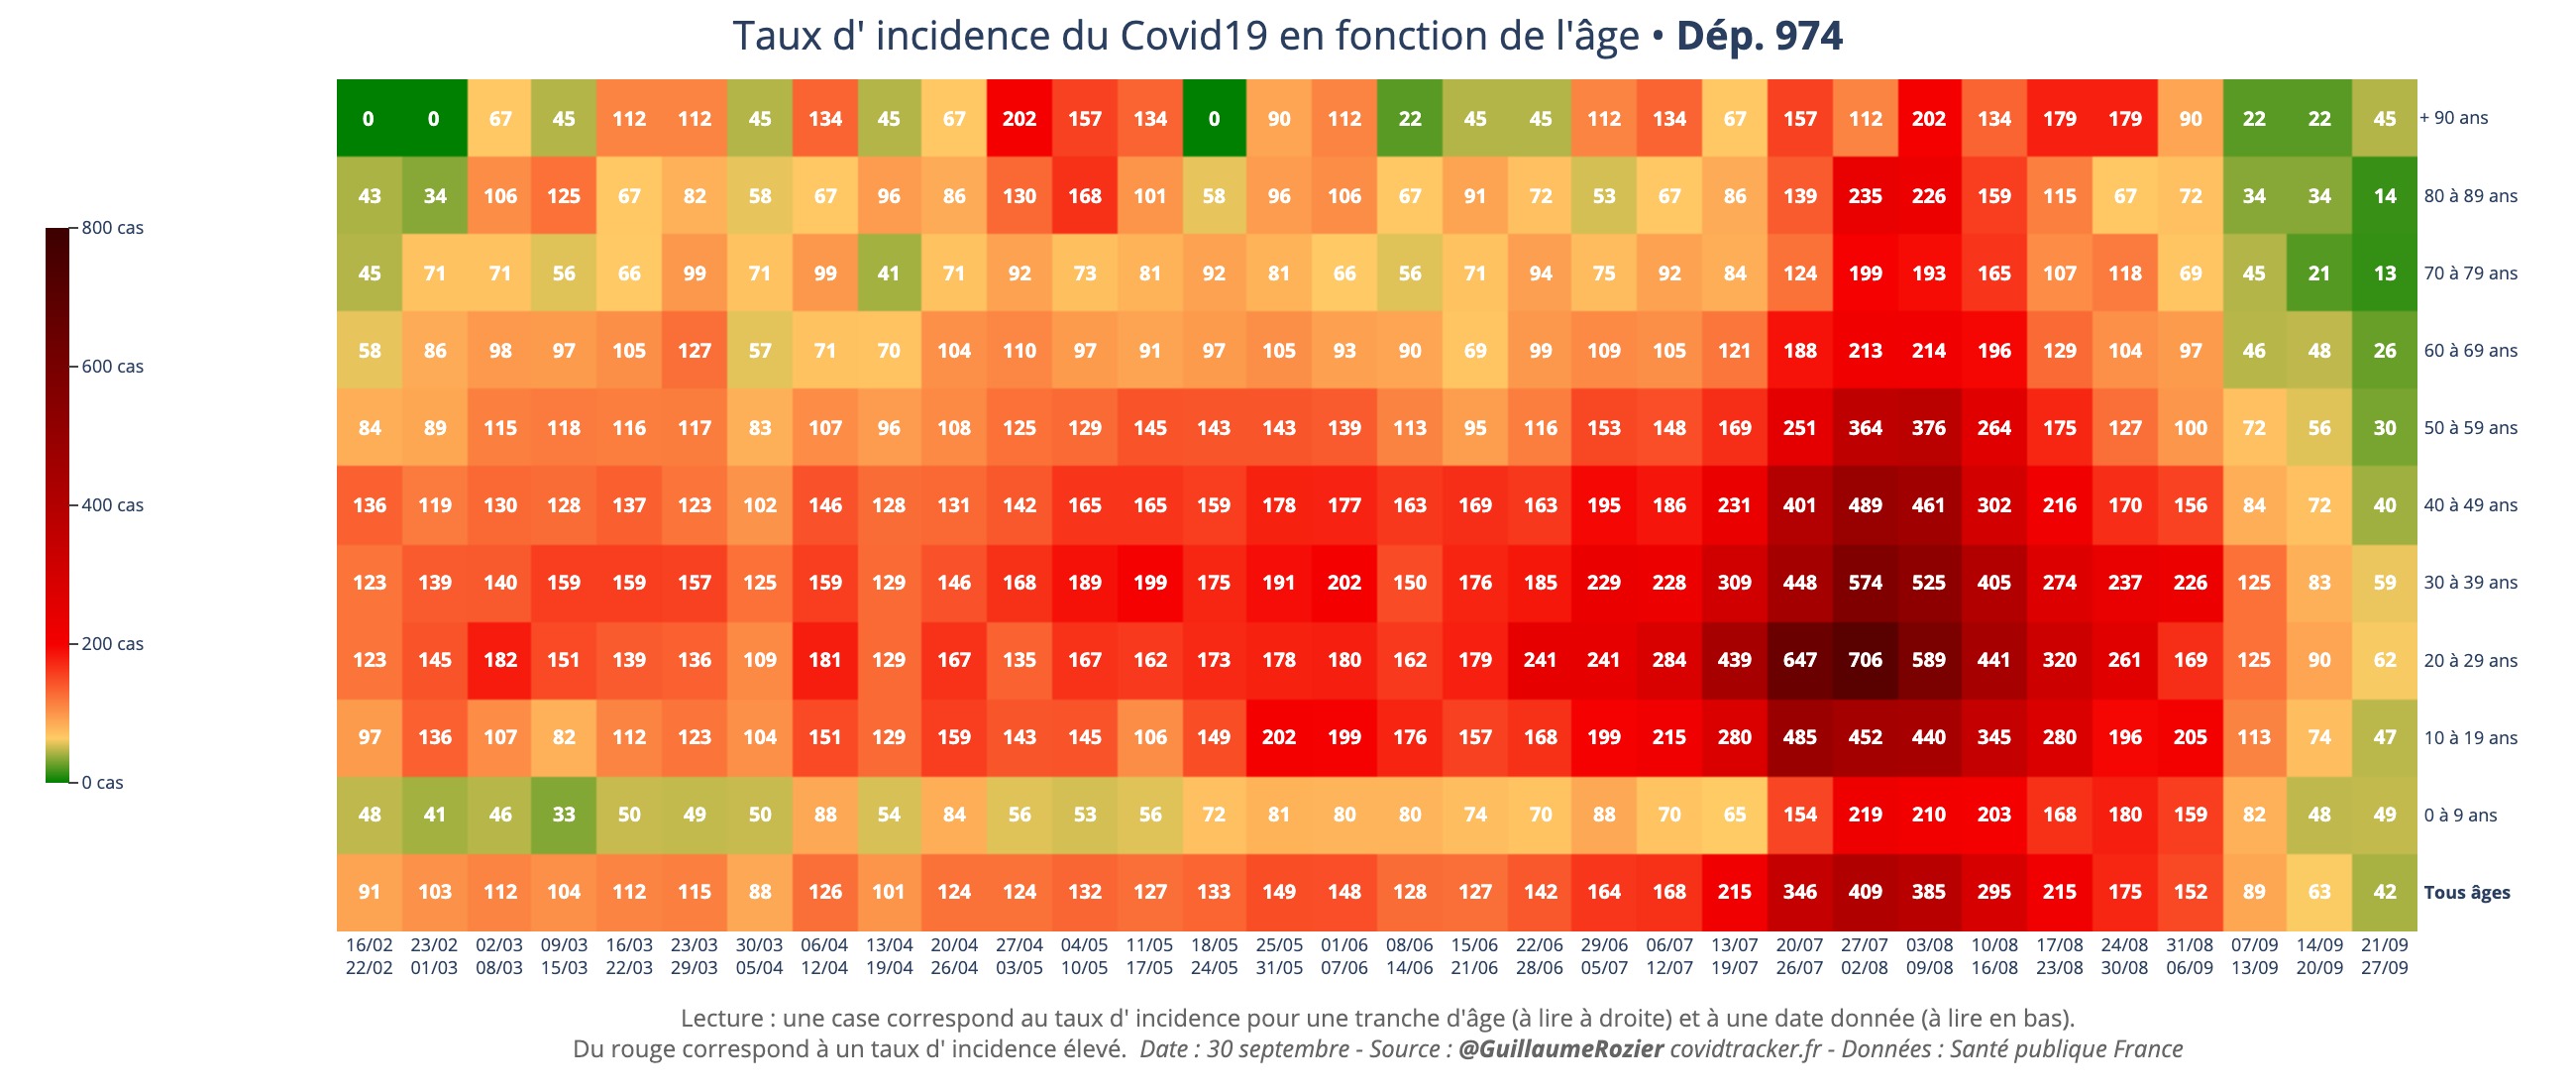 Taux d' incidence du Covid19 en fonction de l'âge • Dép. 974
0 0 67 45 112 112 45 134 45 67 202 157 134 0 90 112 22 45 45 112 134 67 157 112 202 134 179 179 90 22 22 45 + 90 ans
43 34 106 125 67 82 58 67 96 86 130 168 101 58 96 106 67 91 72 53 67 86 139 235 226 159 115 67 72 34 34 14 80 à 89 ans
800 cas
45 71 71 56 66 99 71 99 41 71 92 73 81 92 81 66 56 71 94 75 92 84 124 199 193 165 107 118 69 45 21 13 70 à 79 ans
58 86 98 97 105 127 57 71 70 104 110 97 91 97 105 93 90 69 99 109 105 121 188 213 214 196 129 104 97 46 48 26 60 à 69 ans
600 cas
84 89 115 118 116 117 83 107 96 108 125 129 145 143 143 139 113 95 116 153 148 169 251 364 376 264 175 127 100 72 56 30 50 à 59 ans
400 cas
136 119 130 128 137 123 102 146 128 131 142 165 165 159 178 177 163 169 163 195 186 231 401 489 461 302 216 170 156 84 72 40 40 à 49 ans
123 139 140 159 159 157 125 159 129 146 168 189 199 175 191 202 150 176 185 229 228 309 448 574 525 405 274 237 226 125 83 59 30 à 39 ans
200 cas
123 145 182 151 139 136 109 181 129 167 135 167 162 173 178 180 162 179 241 241 284 439 647 706 589 441 320 261 169 125 90 62 20 à 29 ans
97 136 107 82 112 123 104 151 129 159 143 145 106 149 202 199 176 157 168 199 215 280 485 452 440 345 280 196 205 113 74 47 10 à 19 ans
0 cas
48 41 46 33 50 49 50 88 54 84 56 53 56 72 81 80 80 74 70 88 70 65 154 219 210 203 168 180 159 82 48 49 0 à 9 ans
91 103 112 104 112 115 88 126 101 124 124 132 127 133 149 148 128 127 142 164 168 215 346 409 385 295 215 175 152 89 63 42 Tous âges
16/02 23/02 02/03 09/03 16/03 23/03 30/03 06/04 13/04 20/04 27/04 04/05 11/05 18/05 25/05 01/06 08/06 15/06 22/06 29/06 06/07 13/07 20/07 27/07 03/08 10/08 17/08 24/08 31/08 07/09 14/09 21/09
22/02 01/03 08/03 15/03 22/03 29/03 05/04 12/04 19/04 26/04 03/05 10/05 17/05 24/05 31/05 07/06 14/06 21/06 28/06 05/07 12/07 19/07 26/07 02/08 09/08 16/08 23/08 30/08 06/09 13/09 20/09 27/09
Lecture : une case correspond au taux d' incidence pour une tranche d'âge (à lire à droite) et à une date donnée (à lire en bas).
Du rouge correspond à un taux d' incidence élevé. Date : 30 septembre - Source : @GuillaumeRozier covidtracker.fr - Données : Santé publique France